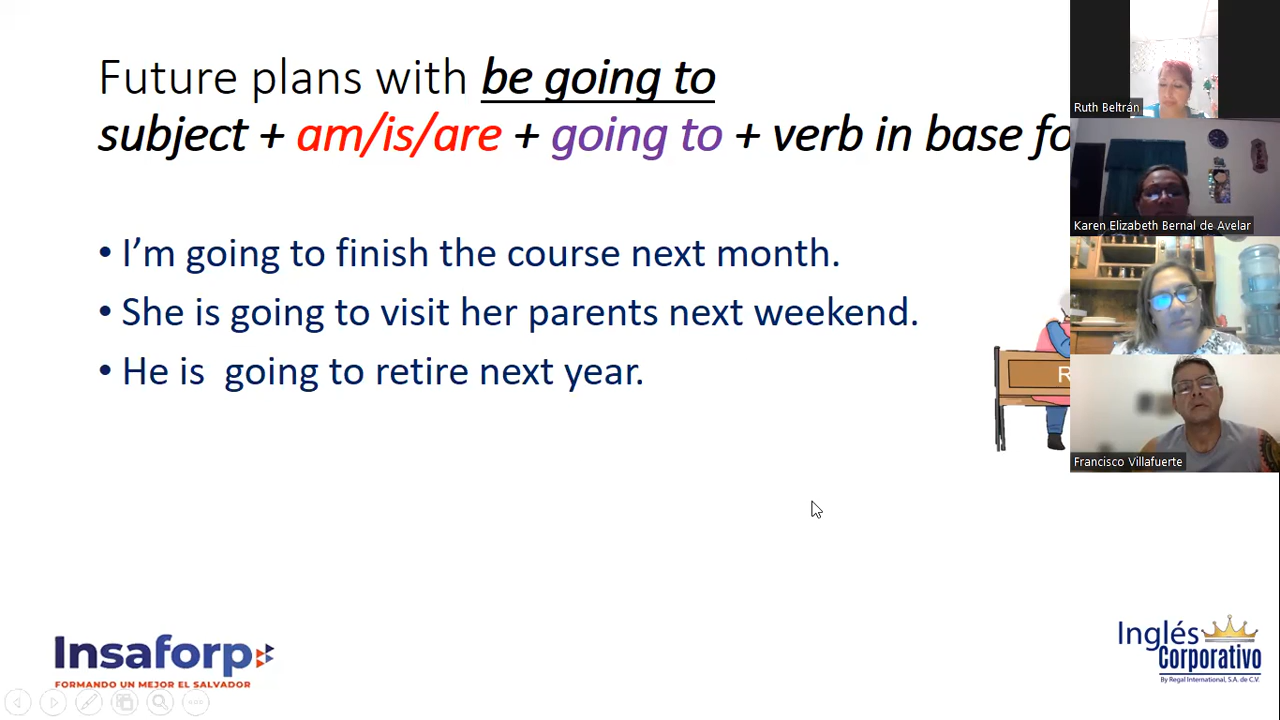 Future plans with be going to
subject + am/is/are + going to + verb in base fo
• I’m going to finish the course next month.
• She is going to visit her parents next weekend.
• He is  going to retire next year.
R
Ruth Beltrán
Karen Elizabeth Bernal de Avelar
Francisco Villafuerte
Insaforp
FORMANDO UN MEJOR EL SALVADOR
Inglés
Corporativo
By Regal International, S.A. de C.V.